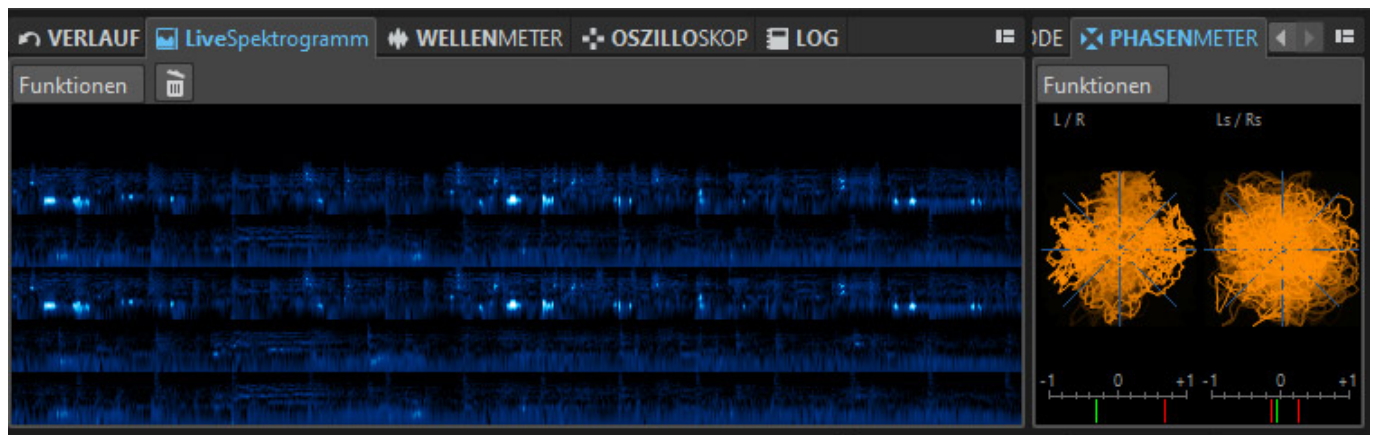 VERLAUF LiveSpektrogramm WELLENMETER OSZILLOSKOP LOG
ODE PHASENMETER
Funktionen
Funktionen
L / R Ls / Rs
-1 0 +1 -1 0 +1